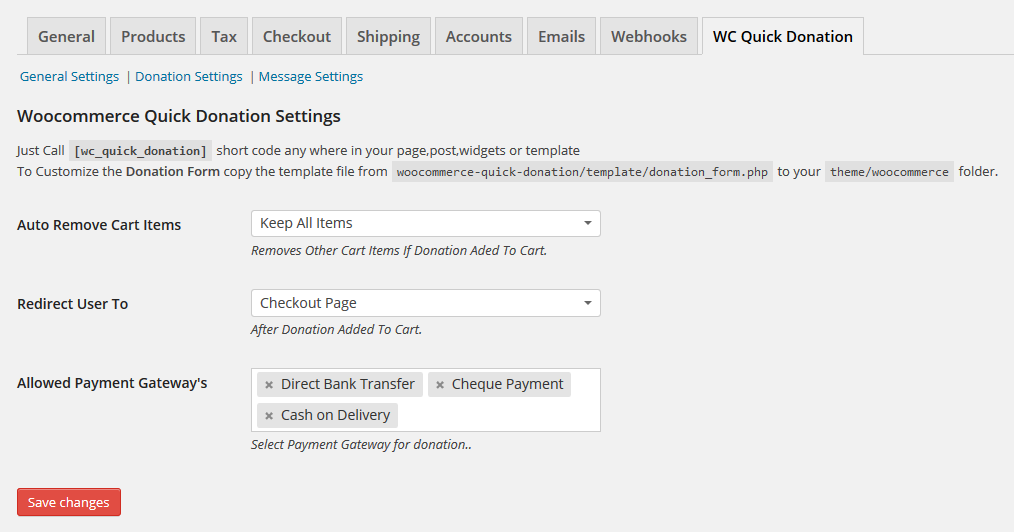 General Products Tax Checkout Shipping Accounts Emails Webhooks WC Quick Donation
General Settings | Donation Settings | Message Settings
Woocommerce Quick Donation Settings
Just Call [wc_quick_donation] short code any where in your page,post,widgets or template
To Customize the Donation Form copy the template file from woocommerce-quick-donation/template/donation_form.php to your theme/woocommerce folder.
Auto Remove Cart Items Keep All Items
Removes Other Cart Items If Donation Aded To Cart.
Redirect User To Checkout Page
After Donation Added To Cart.
Allowed Payment Gateway's × Direct Bank Transfer × Cheque Payment
× Cash on Delivery
Select Payment Gateway for donation..
Save changes